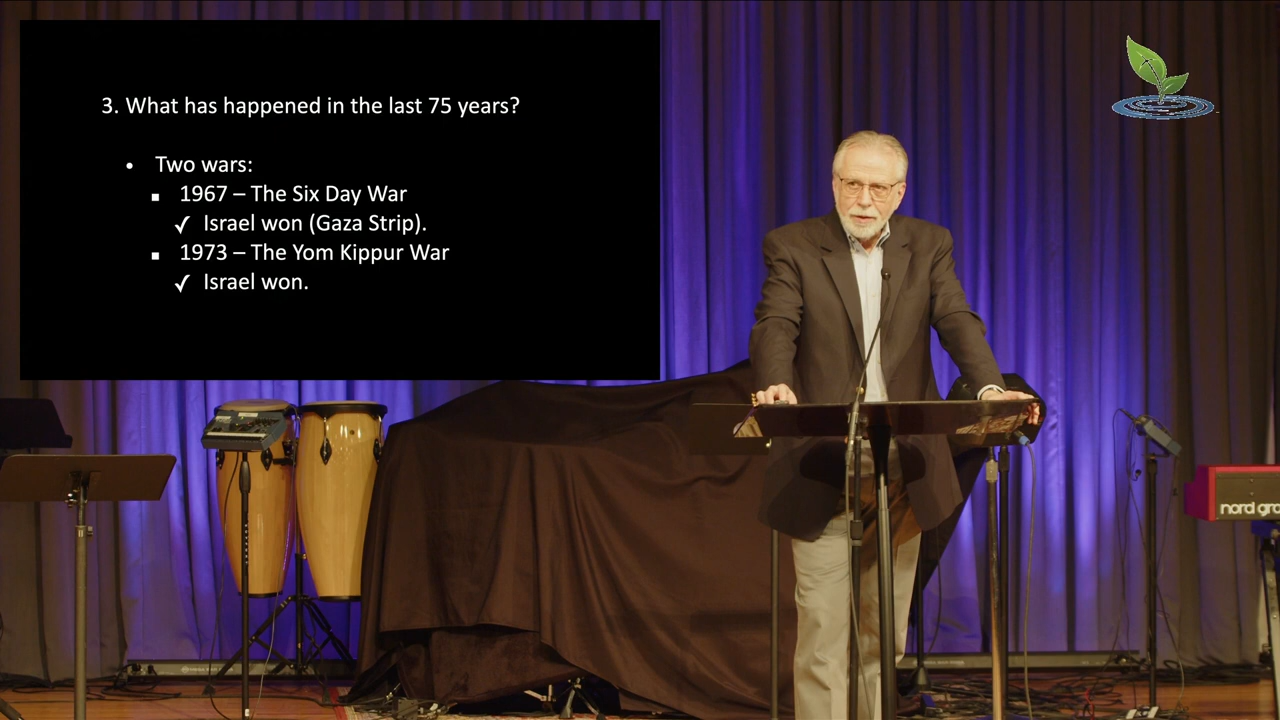 3. What has happened in the last 75 years?
• Two wars:
▪ 1967 – The Six Day War
✓ Israel won (Gaza Strip).
▪ 1973 – The Yom Kippur War
✓ Israel won.
nord gr